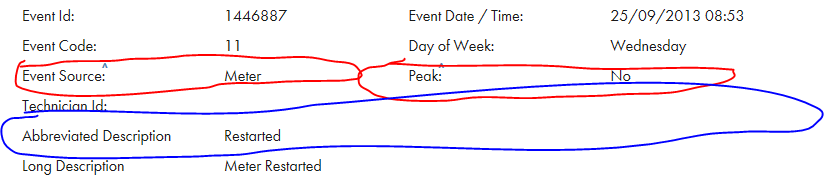 Event Id: 1446887 Event Date / Time: 25/09/2013 08:53
Event Code: 11 Day of Week: Wednesday
Event Source: Meter Peak: No
Technician Id:
Abbreviated Description Restarted
Long Description Meter Restarted